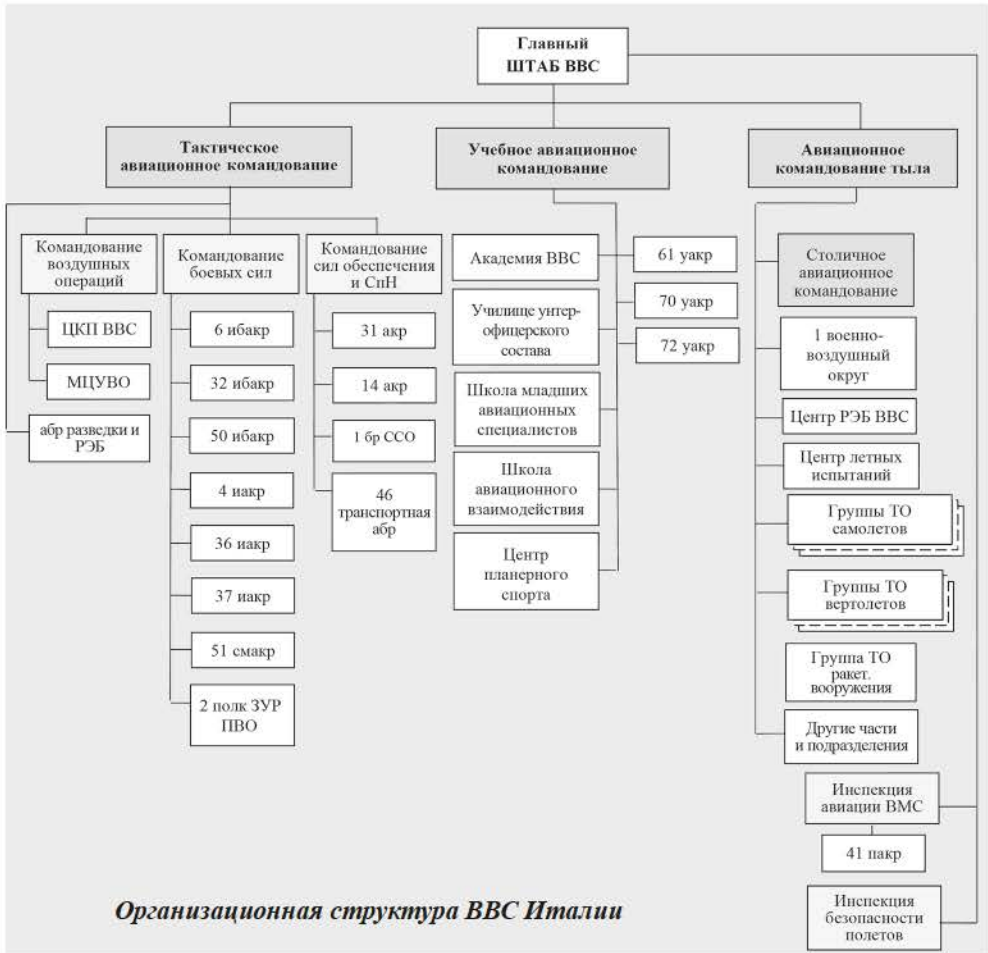 Главный
ШТАБ ВВС
Тактическое
авиационное командование
Учебное авиационное
командование
Авиационное
командование тыла
Командование
воздушных
операций
ЦКП ВВС
МЦУВО
абр разведки и
РЭБ
Командование
боевых сил
6 ибакр
32 ибакр
50 ибакр
4 иакр
36 иакр
37 иакр
51 смакр
2 полк ЗУР
ПВО
Командование
сил обеспечения
и СпН
31 акр
14 акр
1 бр ССО
46
транспортная
абр
Академия ВВС
Училище унтер-
офицерского
состава
Школа младших
авиационных
специалистов
Школа
авиационного
взаимодействия
Центр
планерного
спорта
61 уакр
70 уакр
72 уакр
Столичное
авиационное
командование
1 военно-
воздушный
округ
Центр РЭБ ВВС
Центр летных
испытаний
Группы ТО
самолетов
Группы ТО
вертолетов
Группа ТО
ракет.
вооружения
Другие части
и подразделения
Инспекция
авиации ВМС
41 пакр
Инспекция
безопасности
полетов
Организационная структура ВВС Италии